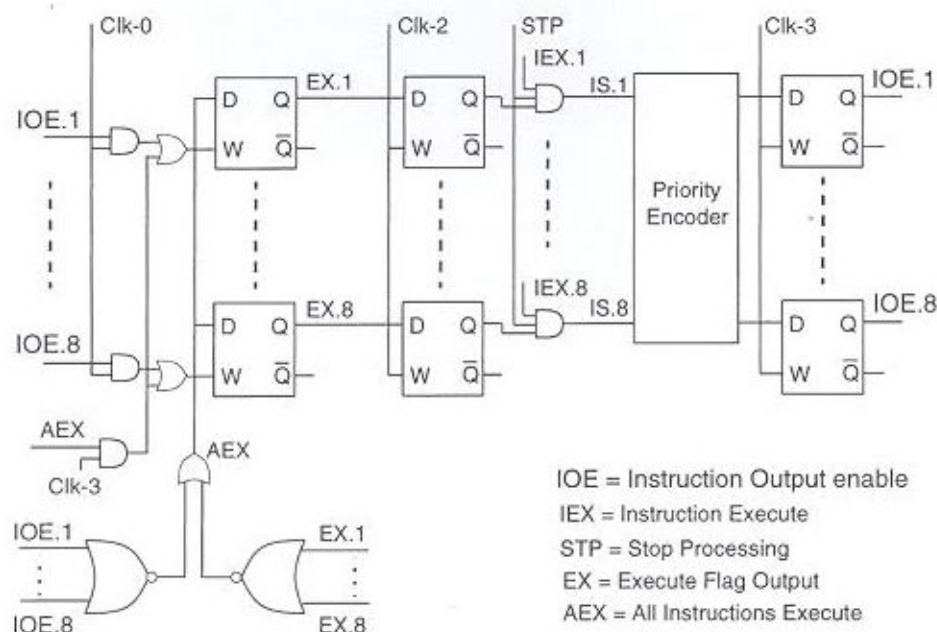 Clk-0
Clk-2
STP
Clk-3
IEX.1
IOE.1
D Q
W Q̅
EX.1
D Q
W Q̅
IS.1
Priority
Encoder
D Q
W Q̅
IOE.1
IEX.8
IOE.8
D Q
W Q̅
EX.8
D Q
W Q̅
IS.8
D Q
W Q̅
IOE.8
AEX
Clk-3
AEX
IOE.1
IOE.8
EX.1
EX.8
IOE = Instruction Output enable
IEX = Instruction Execute
STP = Stop Processing
EX = Execute Flag Output
AEX = All Instructions Execute